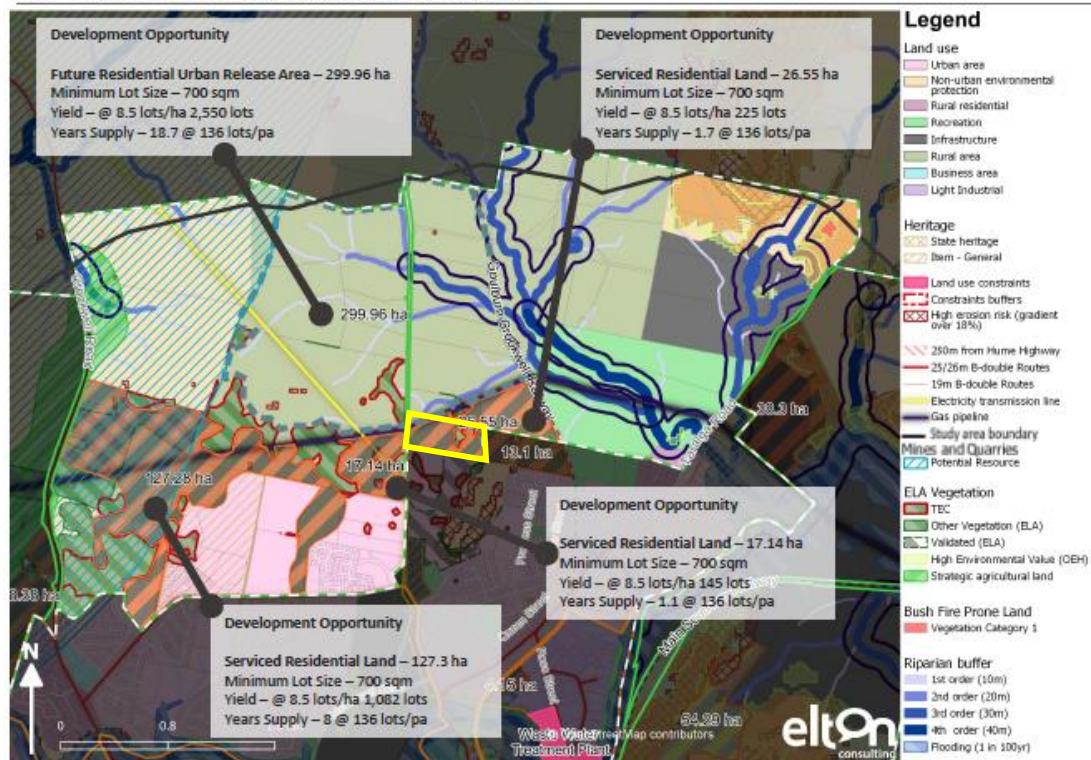 Development Opportunity
Future Residential Urban Release Area – 299.96 ha
Minimum Lot Size – 700 sqm
Yield – @ 8.5 lots/ha 2,550 lots
Years Supply – 18.7 @ 136 lots/pa
Development Opportunity
Serviced Residential Land – 26.55 ha
Minimum Lot Size – 700 sqm
Yield – @ 8.5 lots/ha 225 lots
Years Supply – 1.7 @ 136 lots/pa
299.96 ha
13.1 ha
17.14 ha
127.28 ha
Development Opportunity
Serviced Residential Land – 17.14 ha
Minimum Lot Size – 700 sqm
Yield – @ 8.5 lots/ha 145 lots
Years Supply – 1.1 @ 136 lots/pa
Development Opportunity
Serviced Residential Land – 127.3 ha
Minimum Lot Size – 700 sqm
Yield – @ 8.5 lots/ha 1,082 lots
Years Supply – 8 @ 136 lots/pa
N
0
0.8
54.29 ha
Treatment Plant
contributors
elton
consulting
Legend
Land use
Urban area
Non-urban environmental
protection
Rural residential
Recreation
Infrastructure
Rural area
Business area
Light Industrial
Heritage
State heritage
Item - General
Land use constraints
Constraints buffers
High erosion risk (gradient
over 18%)
250m from Hume Highway
25/26m B-double Routes
19m B-double Routes
Electricity transmission line
Gas pipeline
Study area boundary
Mines and Quarries
Potential Resource
ELA Vegetation
TEC
Other Vegetation (ELA)
Validated (ELA)
High Environmental Value (OEH)
Strategic agricultural land
Bush Fire Prone Land
Vegetation Category 1
Riparian buffer
1st order (10m)
2nd order (20m)
3rd order (30m)
4th order (40m)
Flooding (1 in 100yr)